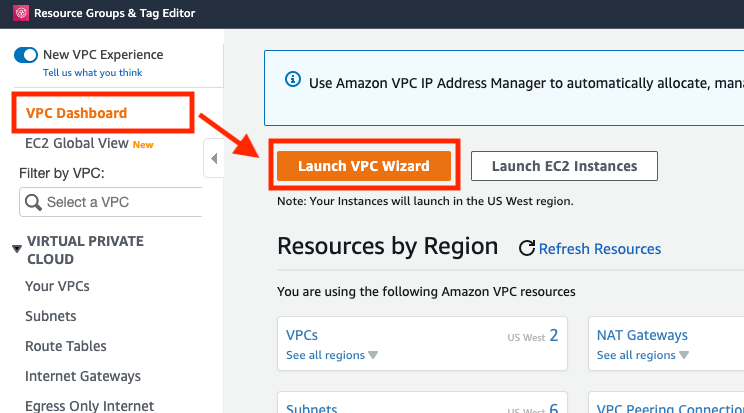 Resource Groups & Tag Editor
New VPC Experience
Tell us what you think
VPC Dashboard
EC2 Global View New
Filter by VPC:
Select a VPC
VIRTUAL PRIVATE
CLOUD
Your VPCs
Subnets
Route Tables
Internet Gateways
Egress Only Internet
Use Amazon VPC IP Address Manager to automatically allocate, mana
Launch VPC Wizard
Launch EC2 Instances
Note: Your Instances will launch in the US West region.
Resources by Region
Refresh Resources
You are using the following Amazon VPC resources
VPCs
US West 2
See all regions
NAT Gateways
See all regions
Subnets
US West 6
VPC Peering Connection